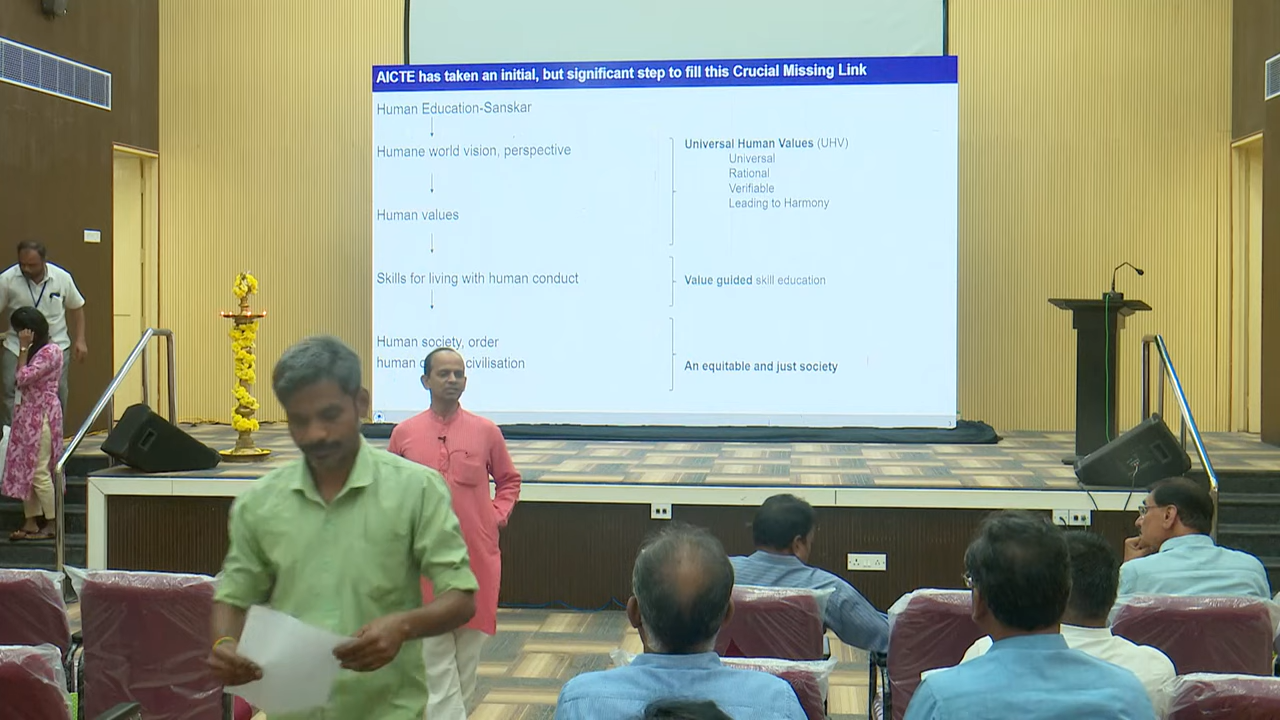 AICTE has taken an initial, but significant step to fill this Crucial Missing Link
Human Education-Sanskar
Humane world vision, perspective
Human values
Skills for living with human conduct
Human society, order
human civilisation
Universal Human Values (UHV)
Universal
Rational
Verifiable
Leading to Harmony
Value guided skill education
An equitable and just society